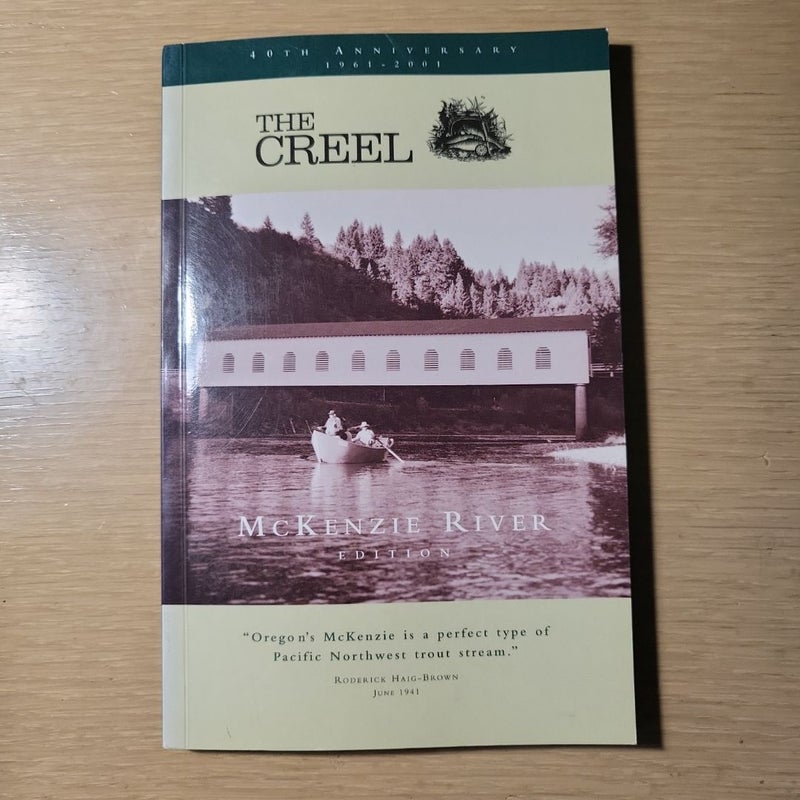 40TH ANNIVERSARY
1961-2001
THE
CREEL
MCKENZIE RIVER
EDITION
"Oregon's McKenzie is a perfect type of
Pacific Northwest trout stream."
RODERICK HAIG-BROWN
JUNE 1941